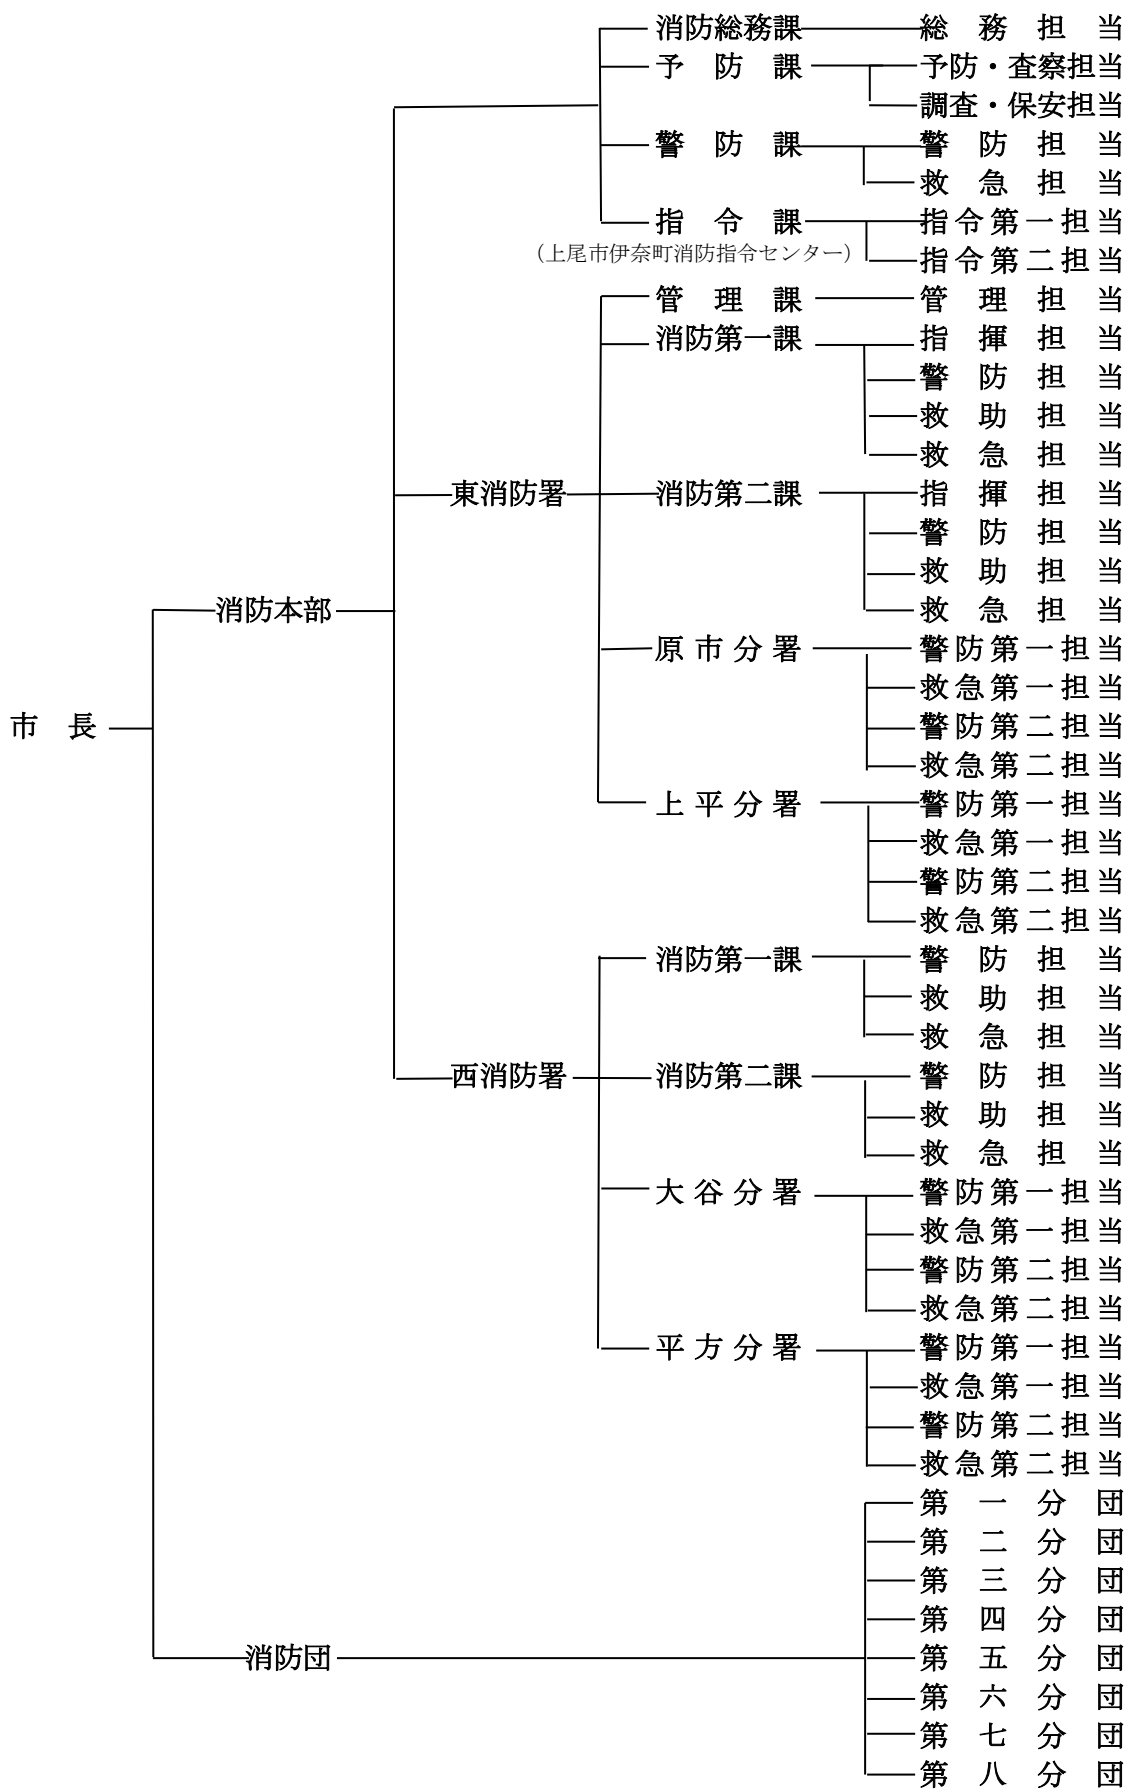 消防総務課 総務担当
予防課 予防・査察担当
調査・保安担当
警防課 警防担当
救急担当
指令課 指令第一担当
（上尾市伊奈町消防指令センター）
指令第二担当
管理課 管理担当
消防第一課 指揮担当
警防担当
救助担当
救急担当
東消防署 消防第二課 指揮担当
警防担当
救助担当
消防本部 救急担当
原市分署 警防第一担当
救急第一担当
市長 警防第二担当
救急第二担当
上平分署 警防第一担当
救急第一担当
警防第二担当
救急第二担当
消防第一課 警防担当
救助担当
救急担当
西消防署 消防第二課 警防担当
救助担当
救急担当
大谷分署 警防第一担当
救急第一担当
警防第二担当
救急第二担当
平方分署 警防第一担当
救急第一担当
警防第二担当
救急第二担当
第一分団
第二分団
第三分団
第四分団
消防団 第五分団
第六分団
第七分団
第八分団